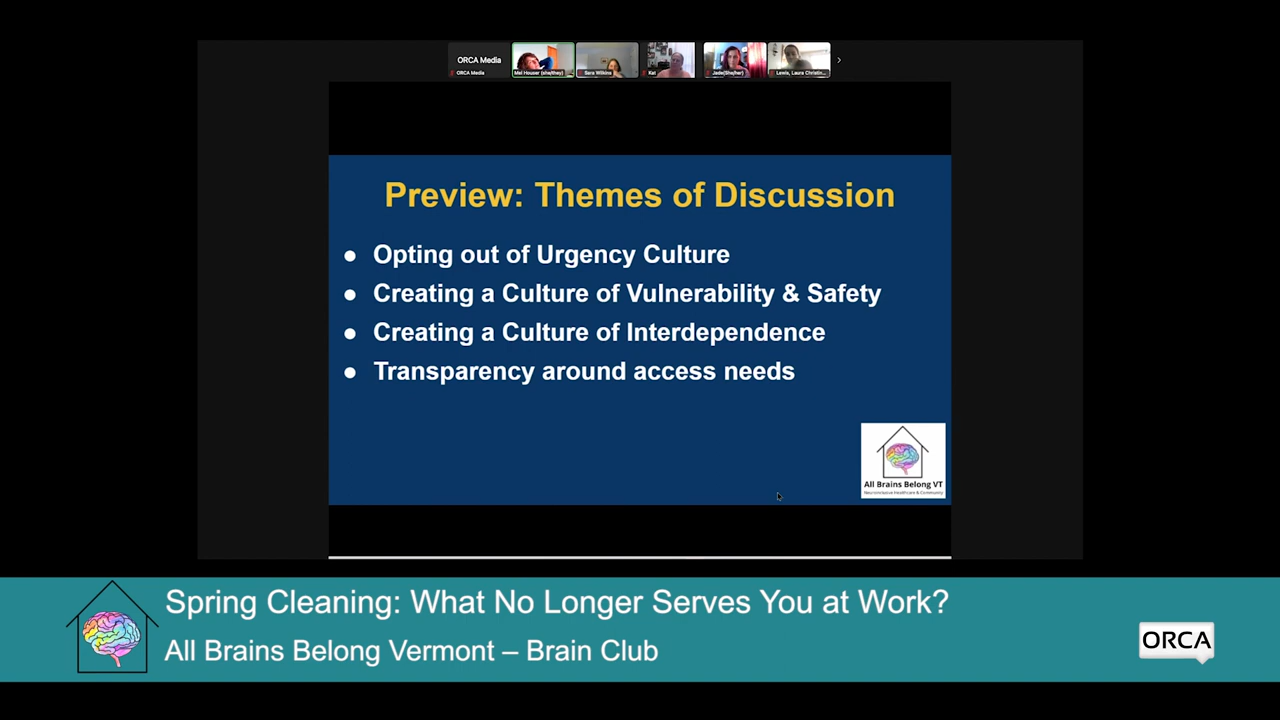 ORCA Media
ORCA Media
Mel Houser (she/they)
Sara Wilkins
Kat
Jade(She/her)
Lewis, Laura Christin...
Preview: Themes of Discussion
● Opting out of Urgency Culture
● Creating a Culture of Vulnerability & Safety
● Creating a Culture of Interdependence
● Transparency around access needs
All Brains Belong VT
Neuroinclusive Healthcare & Community
Spring Cleaning: What No Longer Serves You at Work?
All Brains Belong Vermont – Brain Club
ORCA